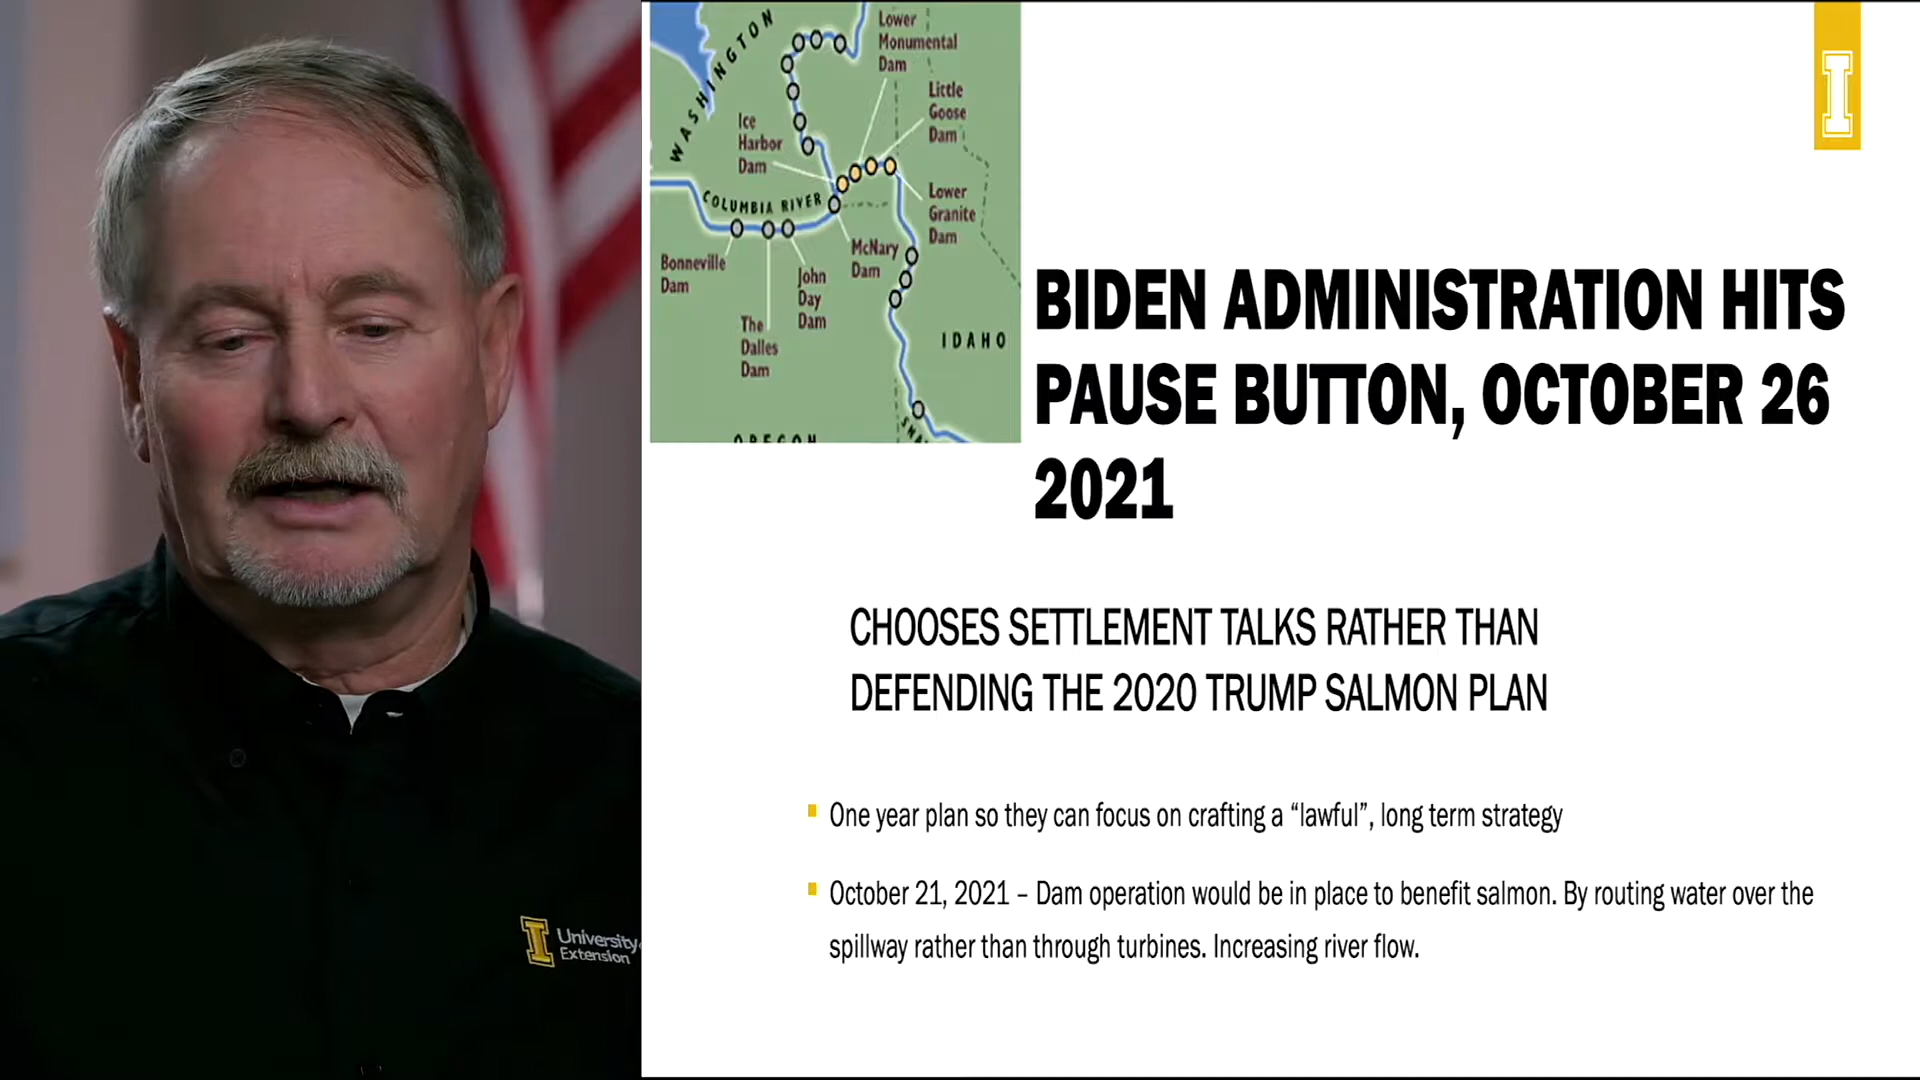 WASHINGTON
Lower
Monumental
Dam
Little
Goose
Dam
Ice
Harbor
Dam
COLUMBIA RIVER
Lower
Granite
Dam
McNary
Dam
Bonneville
Dam
John
Day
Dam
The
Dalles
Dam
IDAHO
OREGON
I
BIDEN ADMINISTRATION HITS
PAUSE BUTTON, OCTOBER 26
2021
CHOOSES SETTLEMENT TALKS RATHER THAN
DEFENDING THE 2020 TRUMP SALMON PLAN
One year plan so they can focus on crafting a “lawful”, long term strategy
October 21, 2021 – Dam operation would be in place to benefit salmon. By routing water over the
spillway rather than through turbines. Increasing river flow.
I
University
Extension